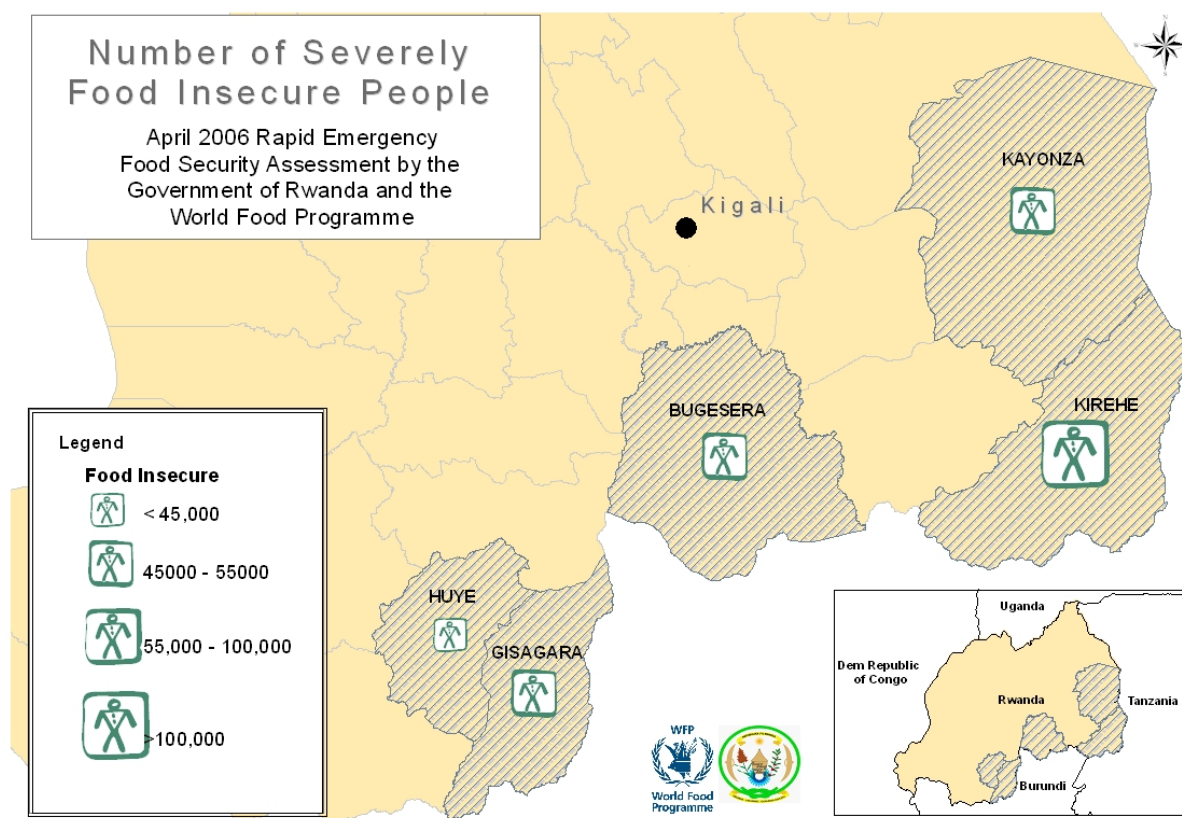 Number of Severely
Food Insecure People
April 2006 Rapid Emergency
Food Security Assessment by the
Government of Rwanda and the
World Food Programme
Kigali
KAYONZA
BUGESERA
KIREHE
HUYE
GISAGARA
Legend
Food Insecure
< 45,000
45000 - 55000
55,000 - 100,000
>100,000
WFP
World Food
Programme
Uganda
Dem Republic
of Congo
Rwanda
Tanzania
Burundi